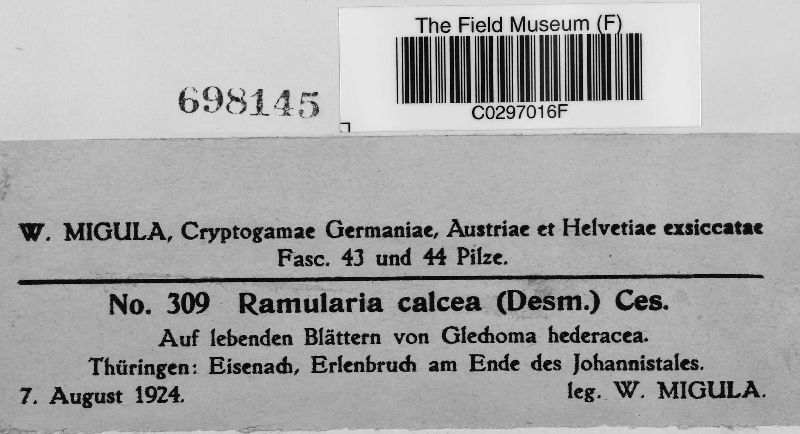 The Field Museum (F)
698145
C0297016F
W. MIGULA, Cryptogamae Germaniae, Austriae et Helvetiae exsiccatae
Fasc. 43 und 44 Pilze.
No. 309 Ramularia calcea (Desm.) Ces.
Auf lebenden Blättern von Glechoma hederacea.
Thüringen: Eisenach, Erlenbruch am Ende des Johannistales.
7. August 1924. leg. W. MIGULA.